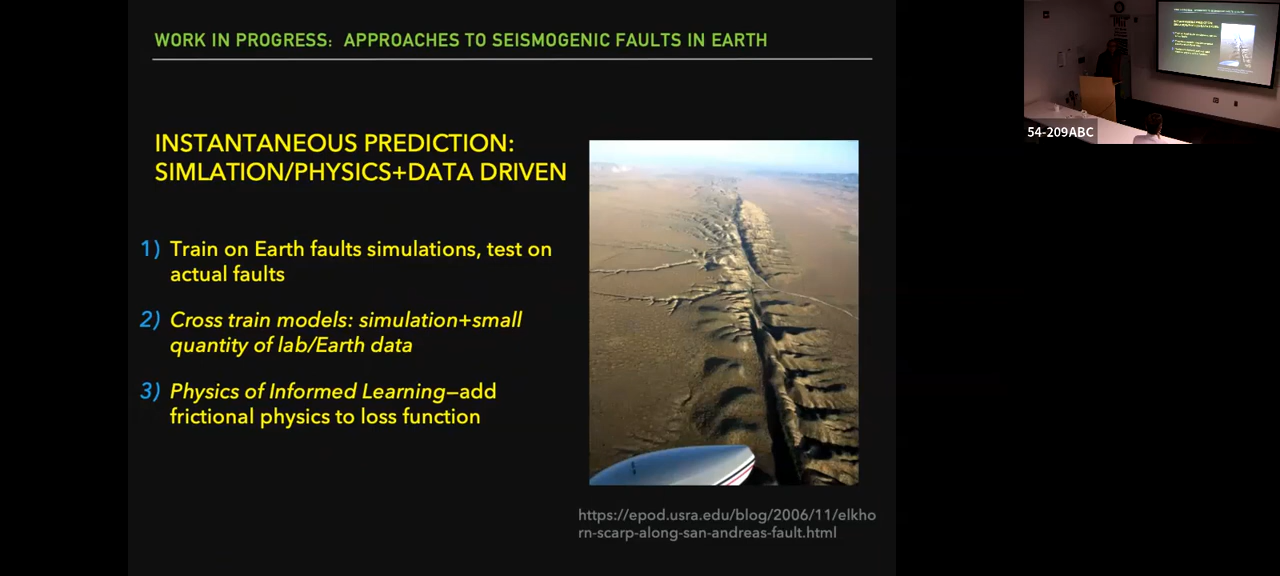 WORK IN PROGRESS: APPROACHES TO SEISMOGENIC FAULTS IN EARTH
INSTANTANEOUS PREDICTION:
SIMLATION/PHYSICS+DATA DRIVEN
1) Train on Earth faults simulations, test on
actual faults
2) Cross train models: simulation+small
quantity of lab/Earth data
3) Physics of Informed Learning—add
frictional physics to loss function
https://epod.usra.edu/blog/2006/11/elkho
rn-scarp-along-san-andreas-fault.html
54-209ABC